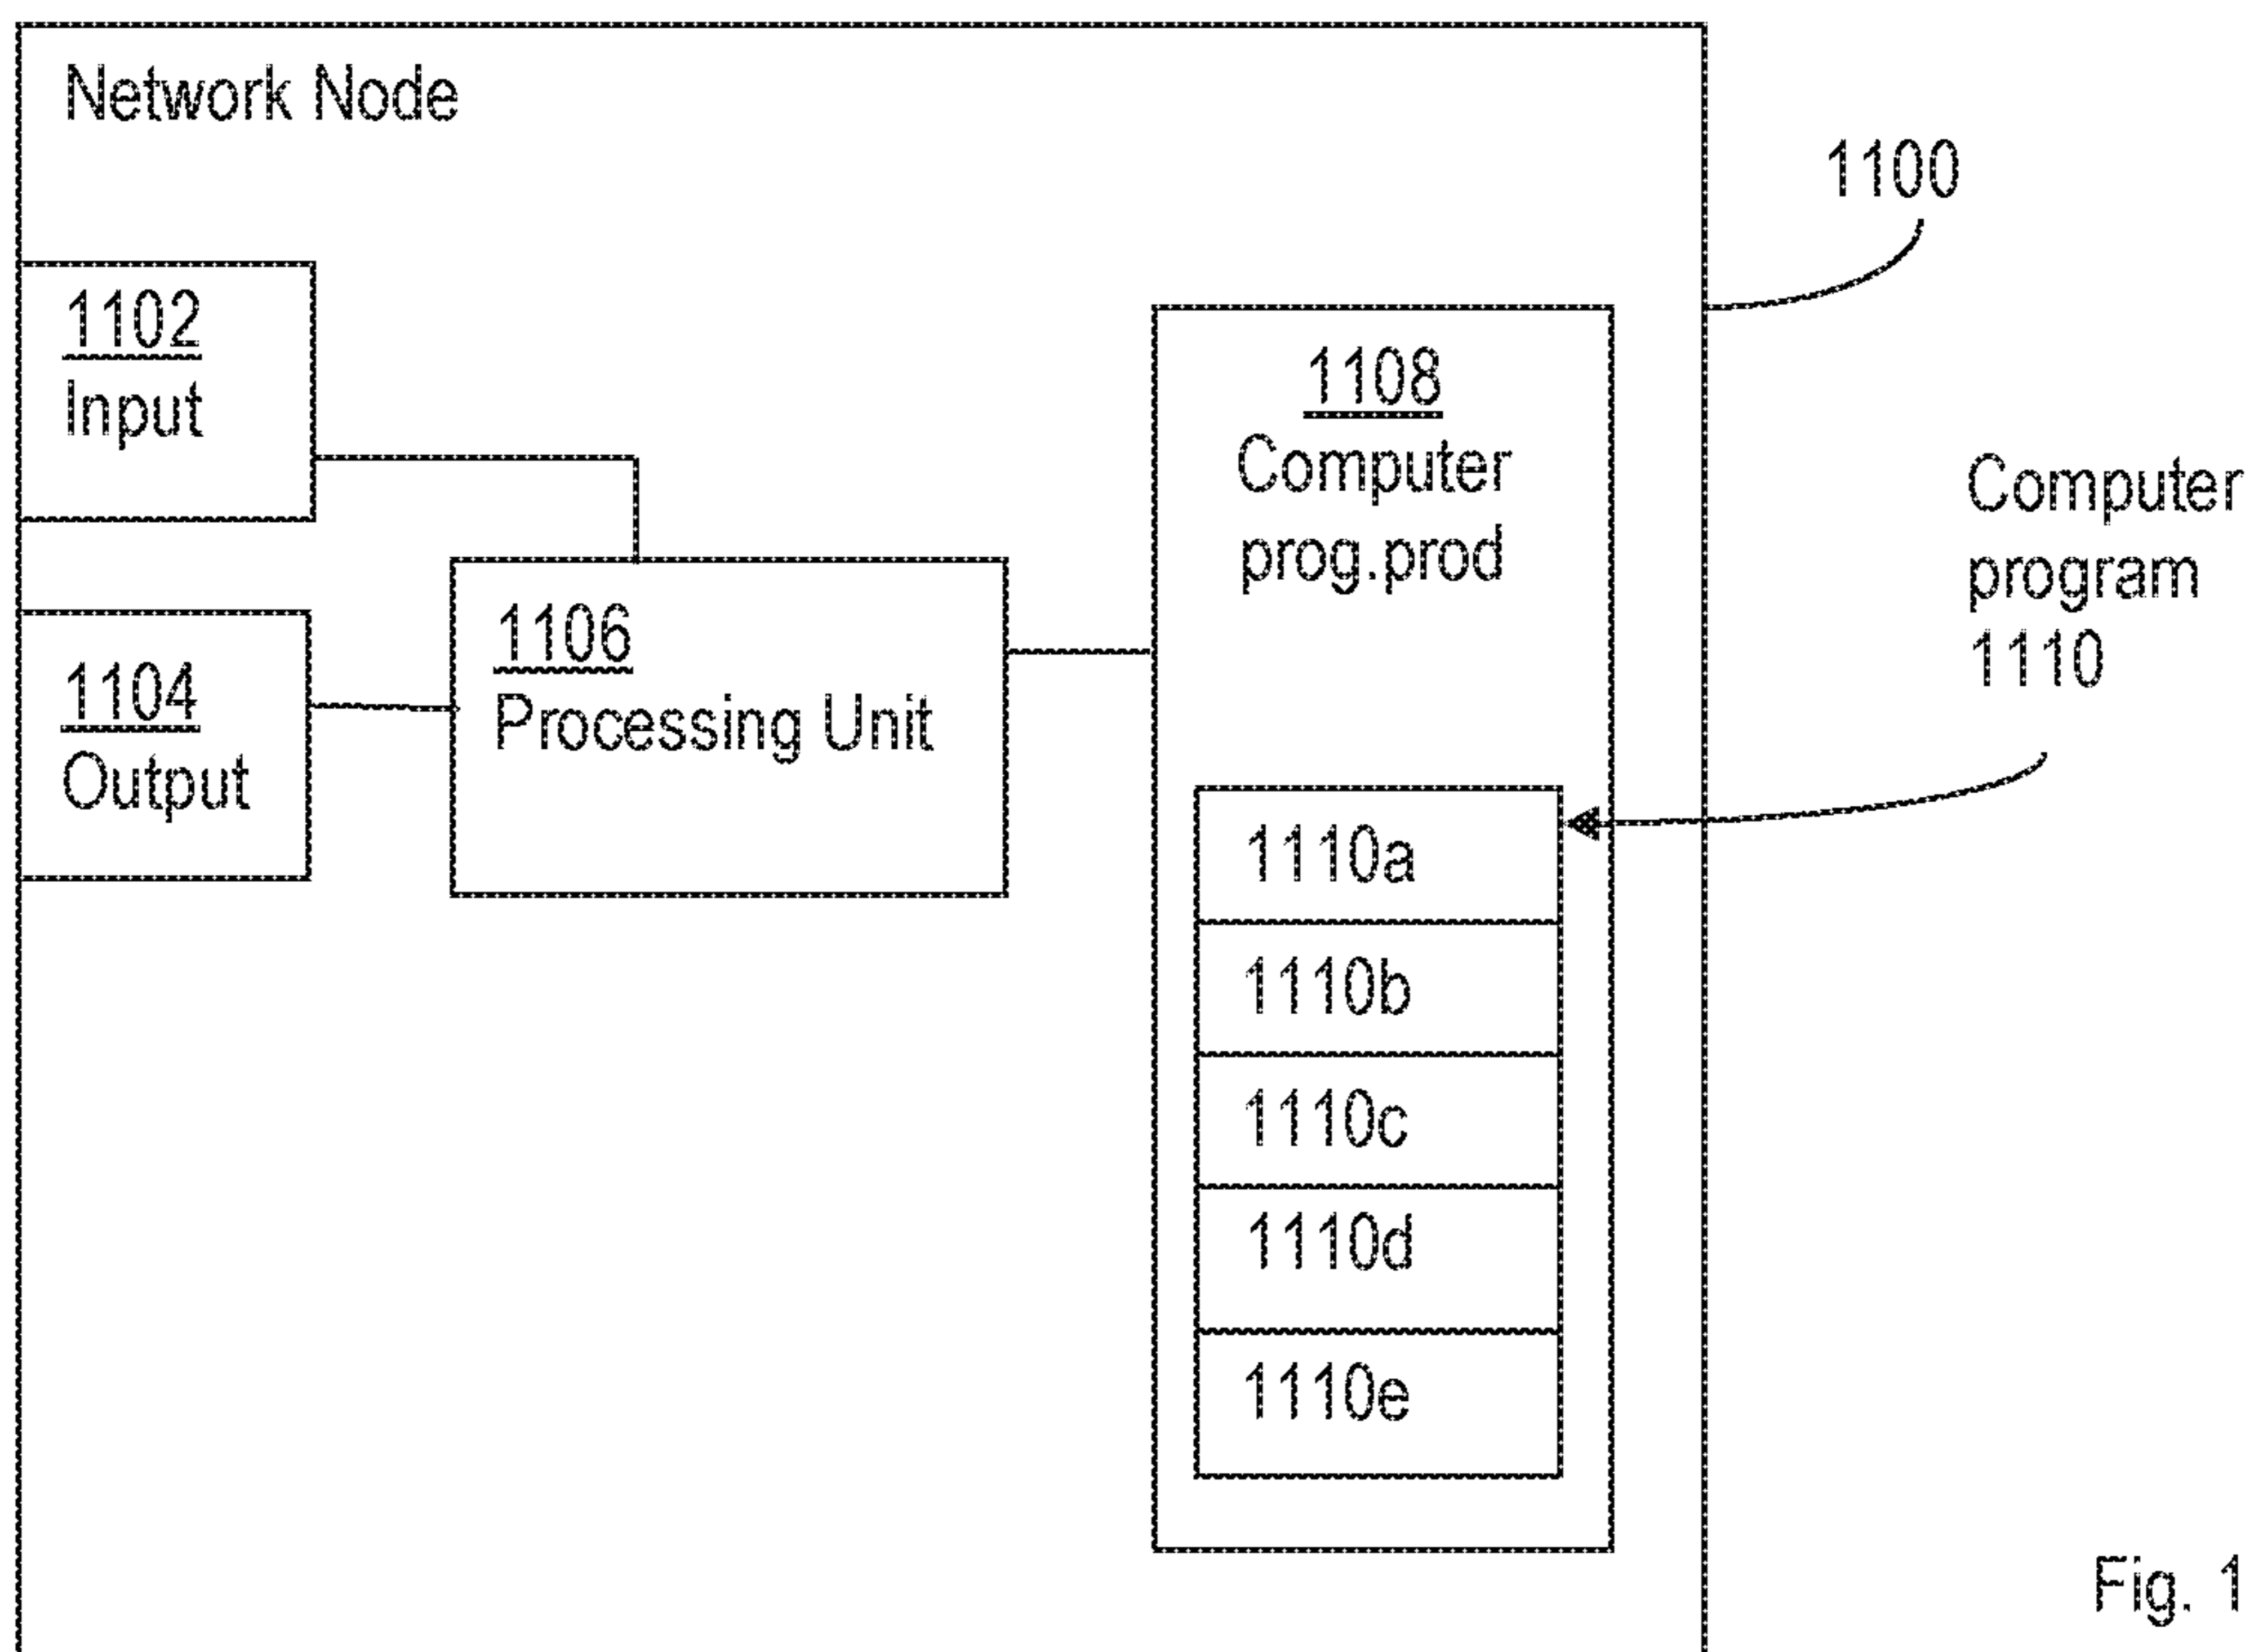 Network Node
1100
1102
Input
1104
Output
1106
Processing Unit
1108
Computer
prog.prod
1110a
1110b
1110c
1110d
1110e
Computer
program
1110
Fig. 1